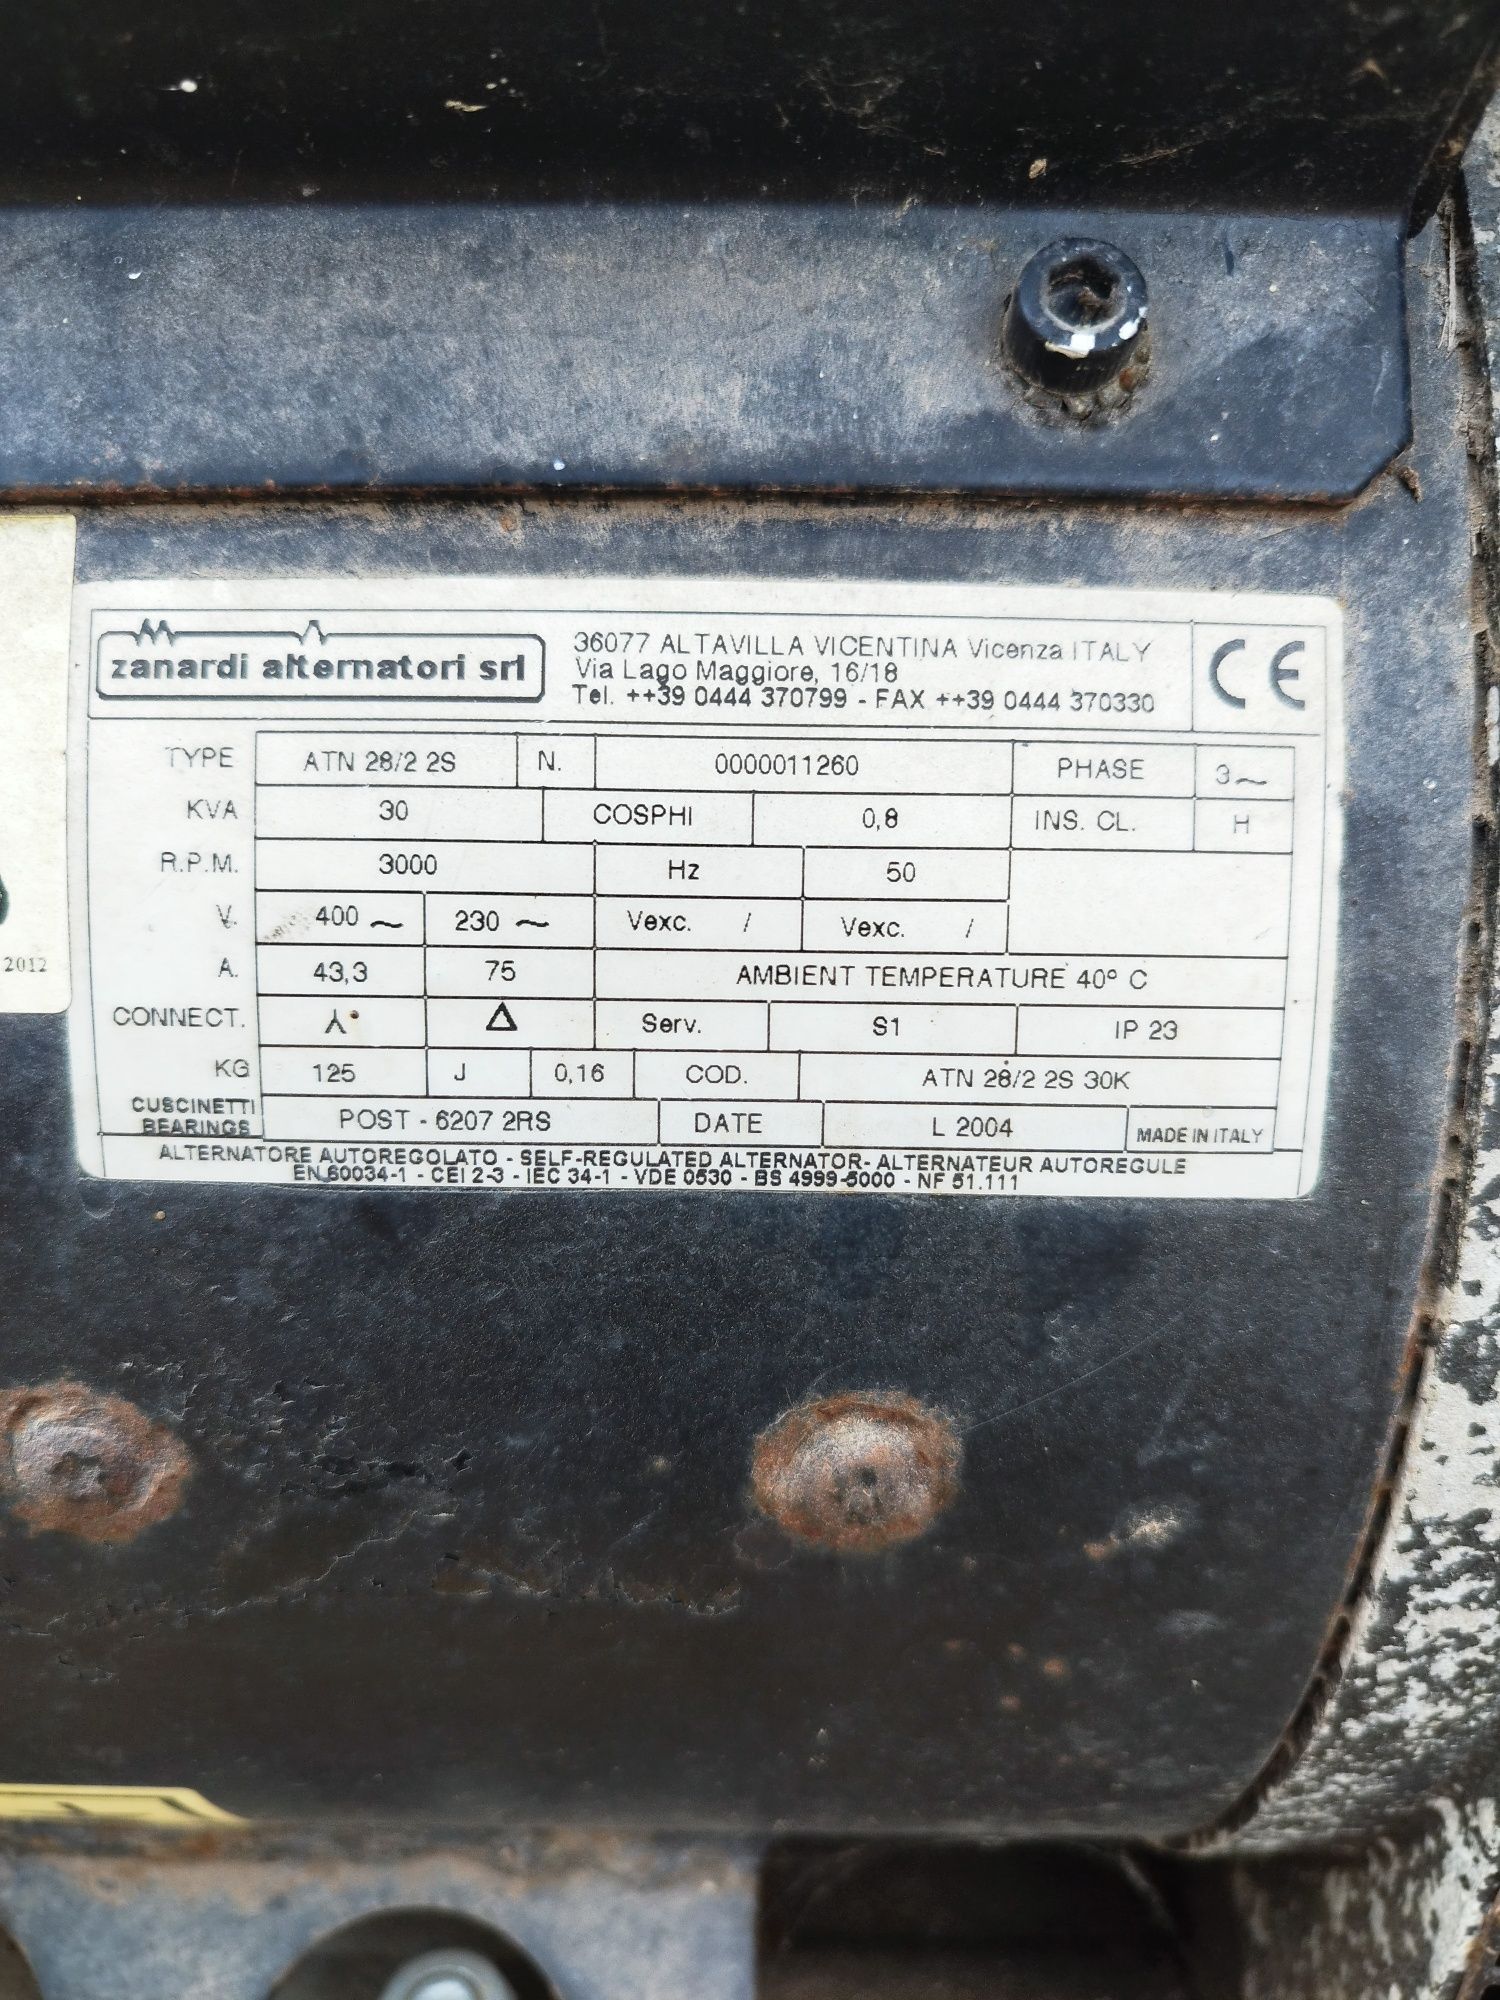 zanardi alternatori srl
36077 ALTAVILLA VICENTINA Vicenza ITALY
Via Lago Maggiore, 16/18
Tel. ++39 0444 370799 - FAX ++39 0444 370330
CE
TYPE ATN 28/2 2S N. 0000011260 PHASE 3~
KVA 30 COSPHI 0,8 INS. CL. H
R.P.M. 3000 Hz 50
V. 400 ~ 230 ~ Vexc. / Vexc. /
A. 43,3 75 AMBIENT TEMPERATURE 40° C
2012
CONNECT. ⅄ Δ Serv. S1 IP 23
KG 125 J 0,16 COD. ATN 28/2 2S 30K
CUSCINETTI
BEARINGS POST - 6207 2RS DATE L 2004 MADE IN ITALY
ALTERNATORE AUTOREGOLATO - SELF-REGULATED ALTERNATOR- ALTERNATEUR AUTOREGULE
EN 60034-1 - CEI 2-3 - IEC 34-1 - VDE 0530 - BS 4999-5000 - NF 51.111